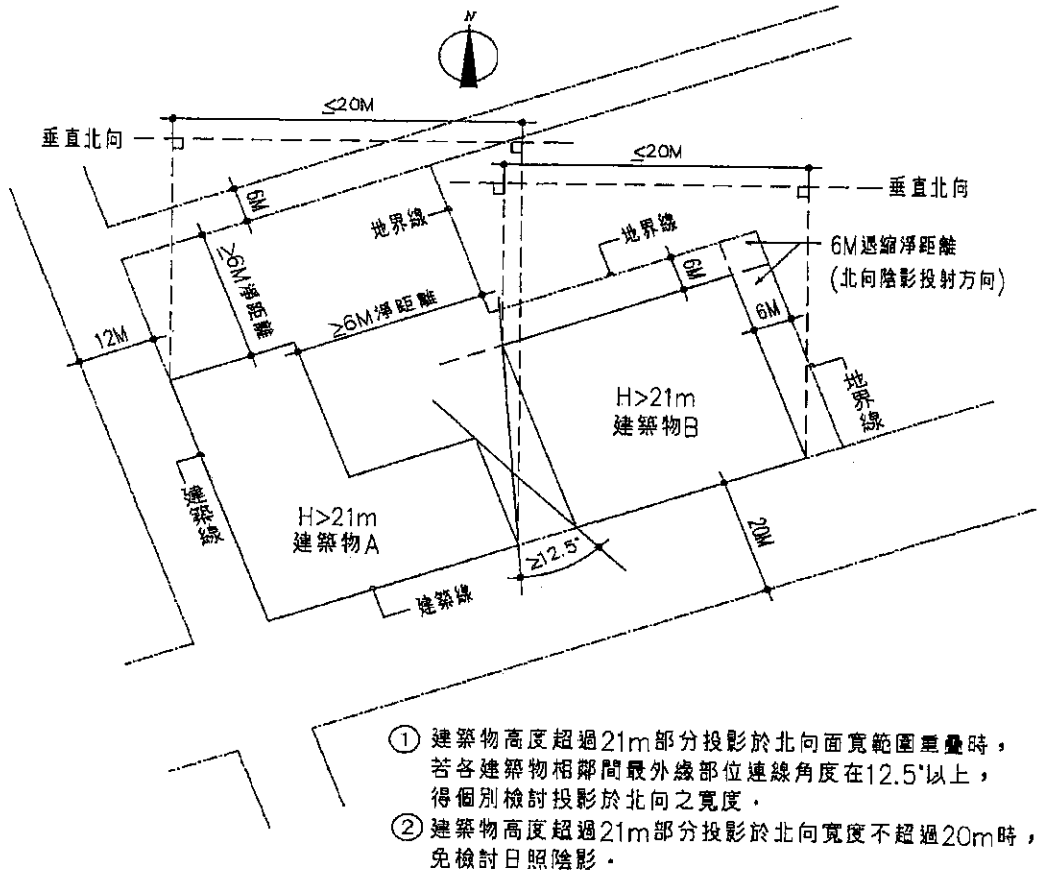 N
≤20M
垂直北向
≤20M
垂直北向
6M
地界線
地界線
6M退縮淨距離
(北向陰影投射方向)
≥6M淨距離
6M
≥6M淨距離
6M
12M
H>21m
建築物B
地界線
建築線
H>21m
建築物A
≥12.5°
20M
建築線
① 建築物高度超過21m部分投影於北向面寬範圍重疊時，
若各建築物相鄰間最外緣部位連線角度在12.5°以上，
得個別檢討投影於北向之寬度．
② 建築物高度超過21m部分投影於北向寬度不超過20m時，
免檢討日照陰影．